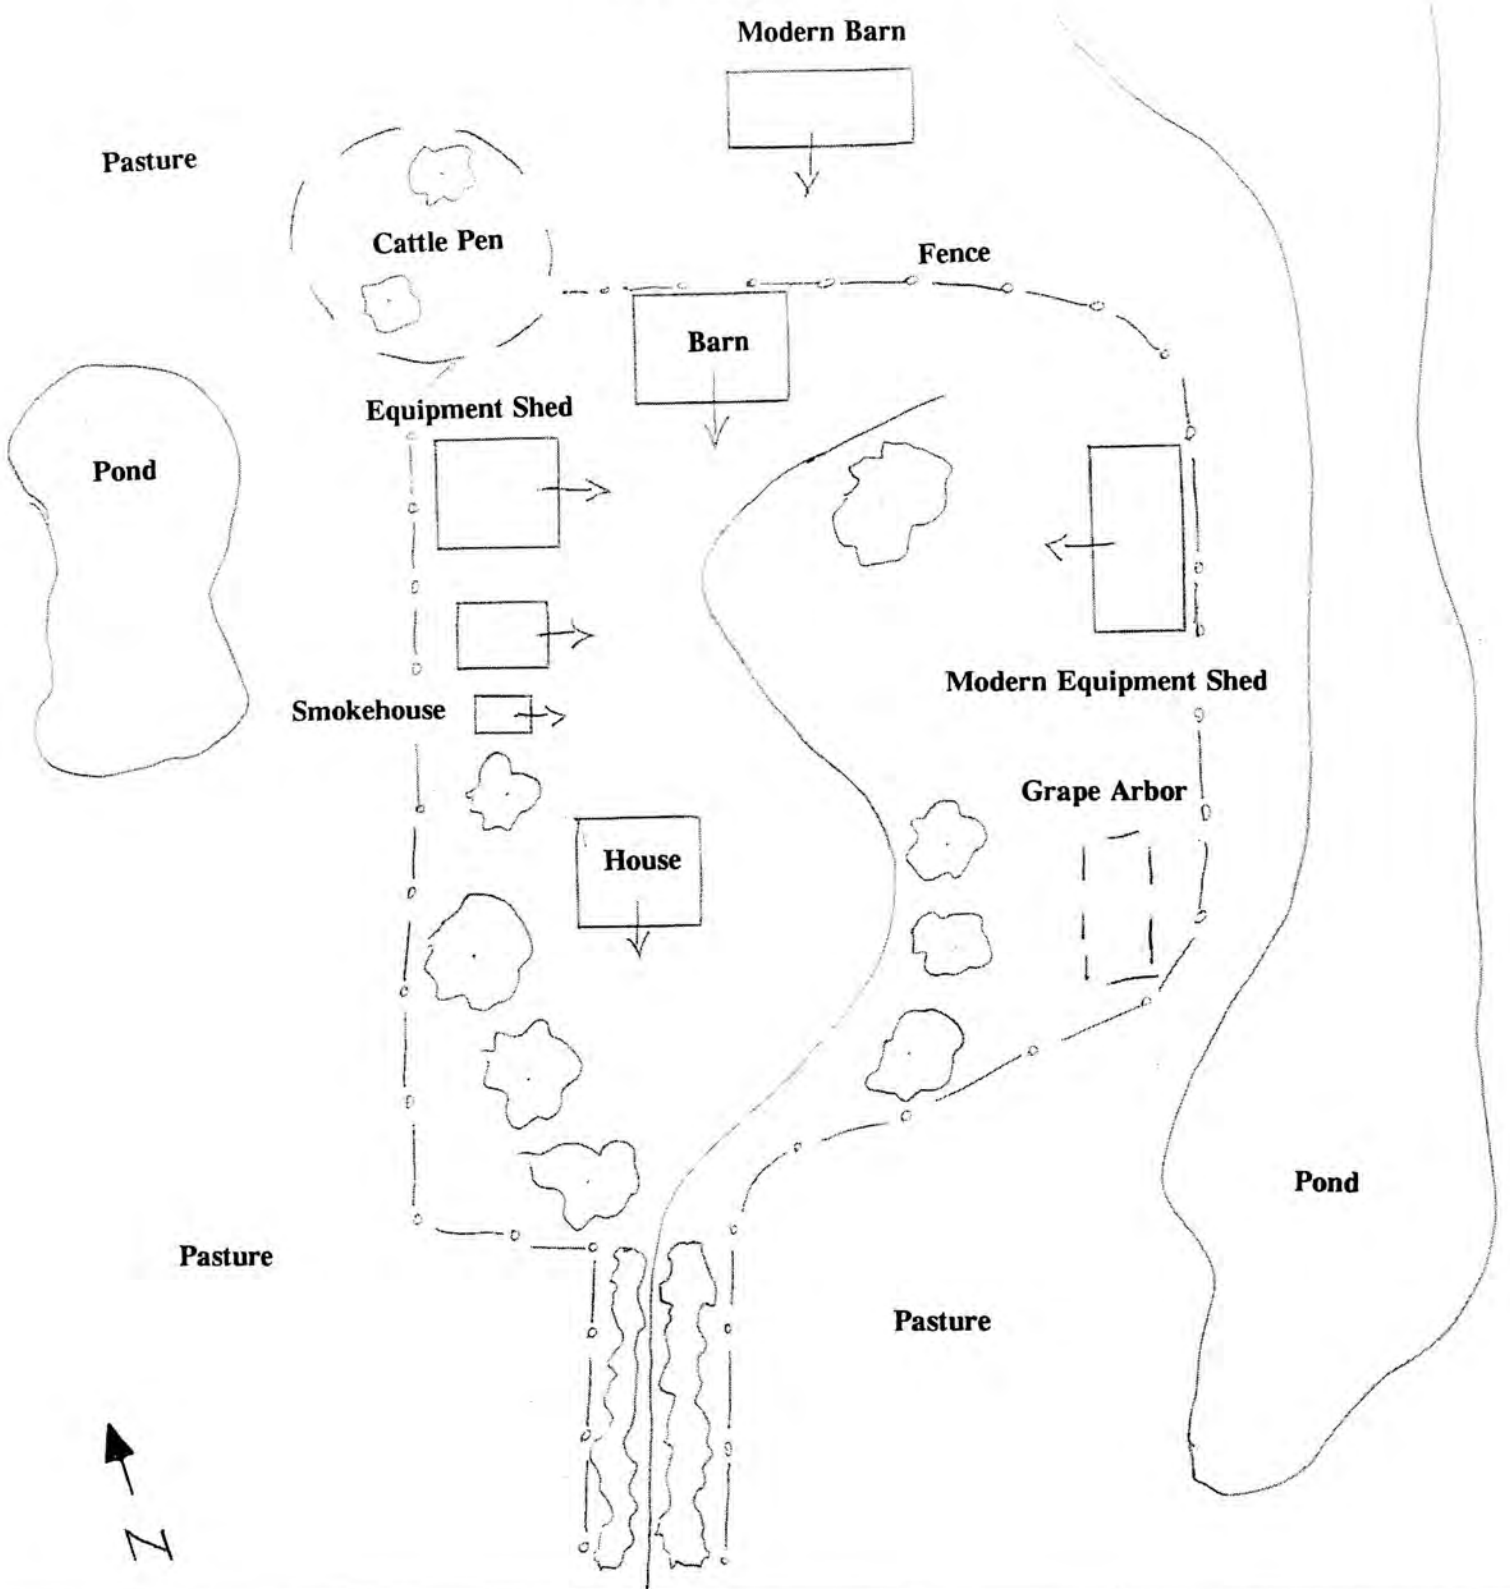 Modern Barn
Pasture
Cattle Pen
Fence
Barn
Equipment Shed
Pond
Modern Equipment Shed
Smokehouse
Grape Arbor
House
Pond
Pasture
Pasture
N